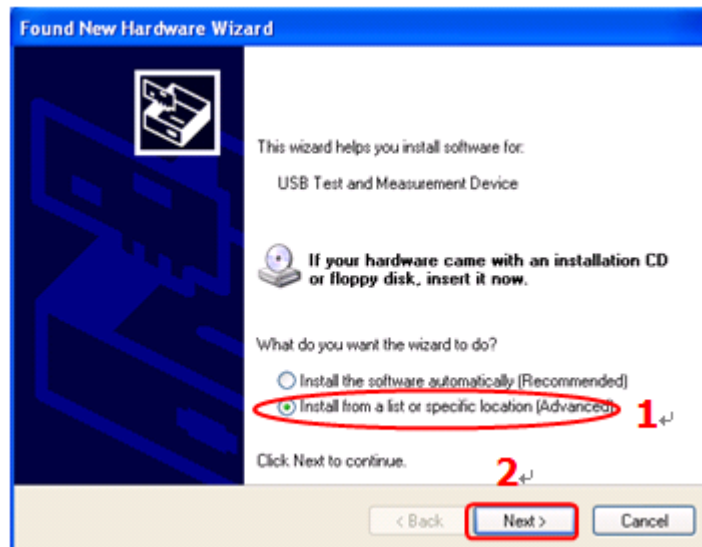 Found New Hardware Wizard
This wizard helps you install software for:
USB Test and Measurement Device
If your hardware came with an installation CD
or floppy disk, insert it now.
What do you want the wizard to do?
Install the software automatically (Recommended)
Install from a list or specific location (Advanced)
1
Click Next to continue.
2
< Back
Next >
Cancel